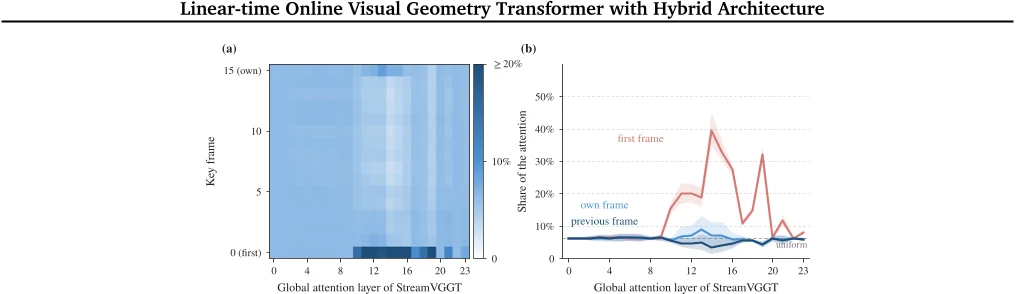 Linear-time Online Visual Geometry Transformer with Hybrid Architecture
(a)
15 (own)
10
5
0 (first)
Key frame
0 4 8 12 16 20 23
Global attention layer of StreamVGGT
≥ 20%
10%
0
(b)
50%
40%
30%
20%
10%
0
Share of the attention
first frame
own frame
previous frame
uniform
0 4 8 12 16 20 23
Global attention layer of StreamVGGT